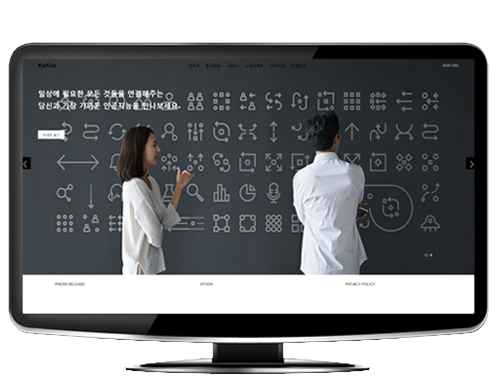 KaKao
KOR ENG
일상에 필요한 모든 것들을 연결해주는
당신과 가장 가까운 인공지능을 만나보세요.
PRESS RELEASE
STOCK
PRIVACY POLICY